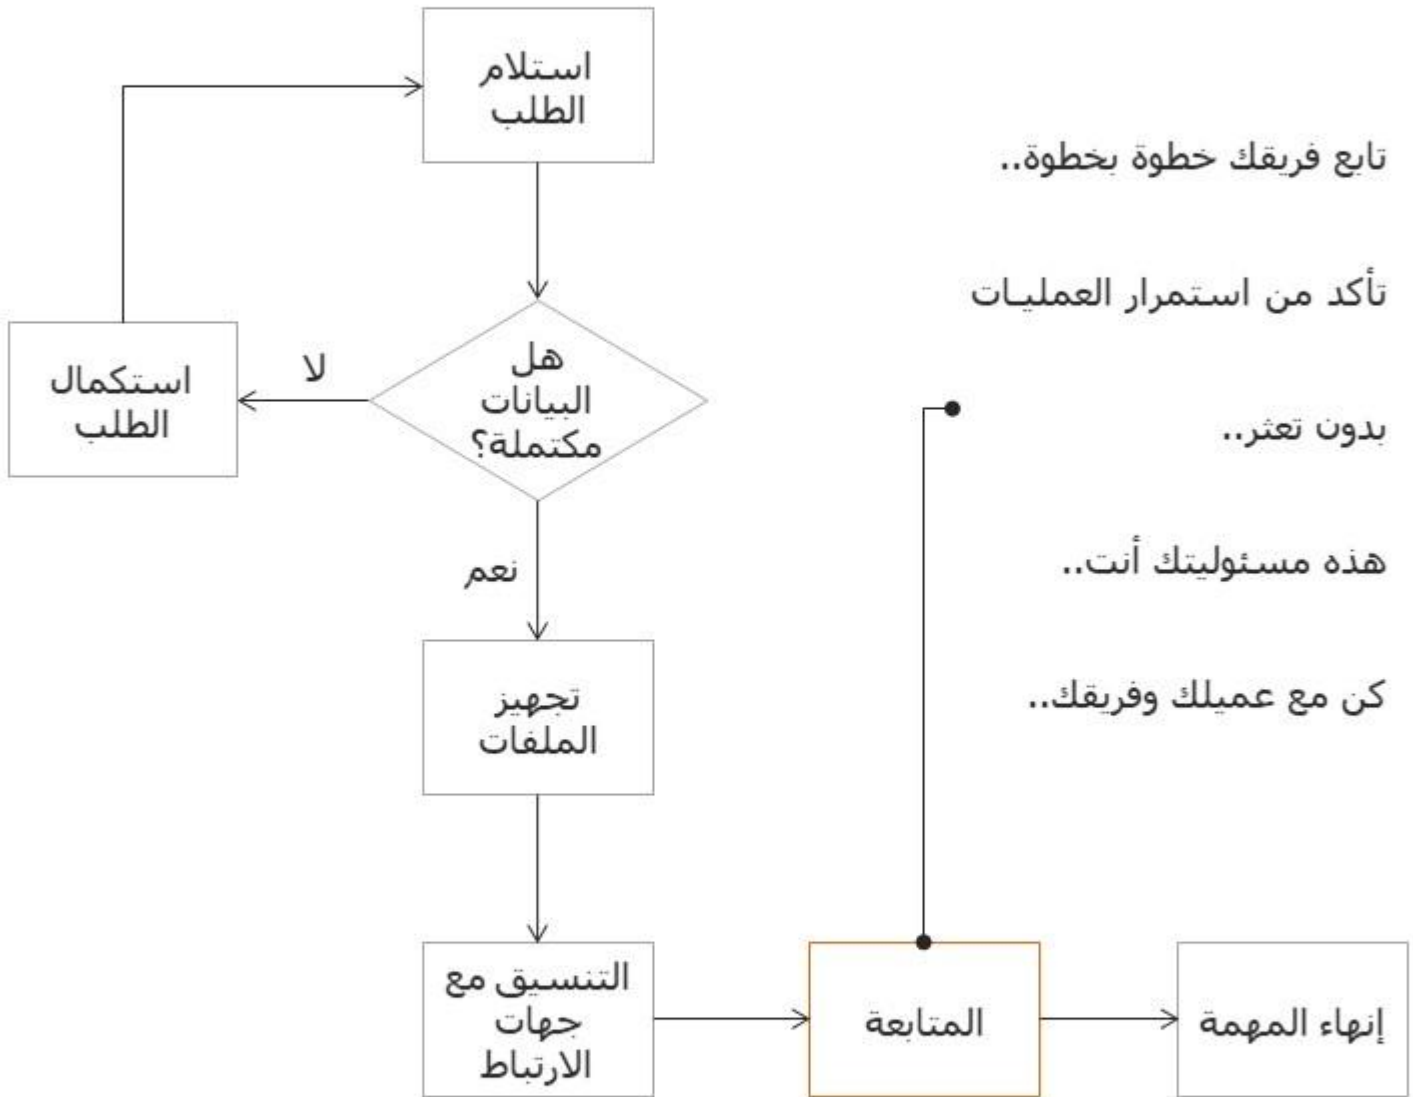 استلام
الطلب
هل
البيانات
مكتملة؟
لا
استكمال
الطلب
نعم
تجهيز
الملفات
التنسيق مع
جهات
الارتباط
المتابعة
إنهاء المهمة
تابع فريقك خطوة بخطوة..
تأكد من استمرار العمليات
بدون تعثر..
هذه مسئوليتك أنت..
كن مع عميلك وفريقك..